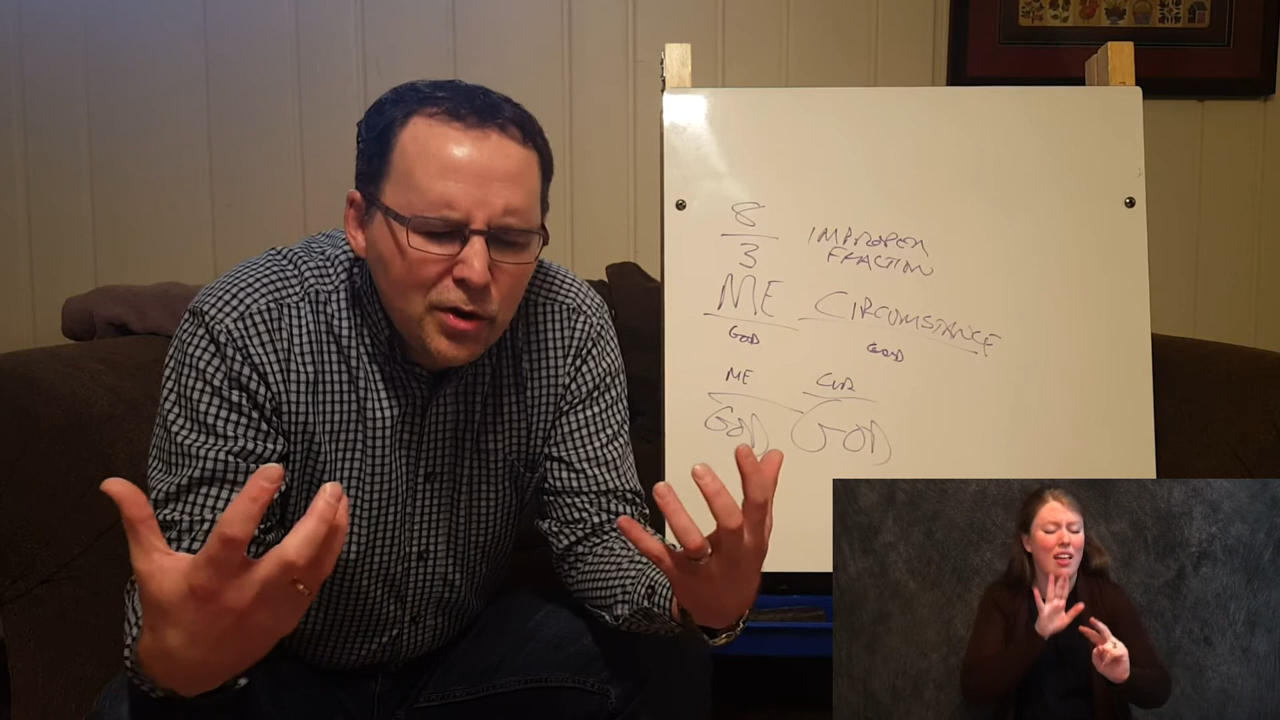 8
3
IMPROPER
FRACTION
ME CIRCUMSTANCE
GOD GOD
ME CIR
GOD GOD